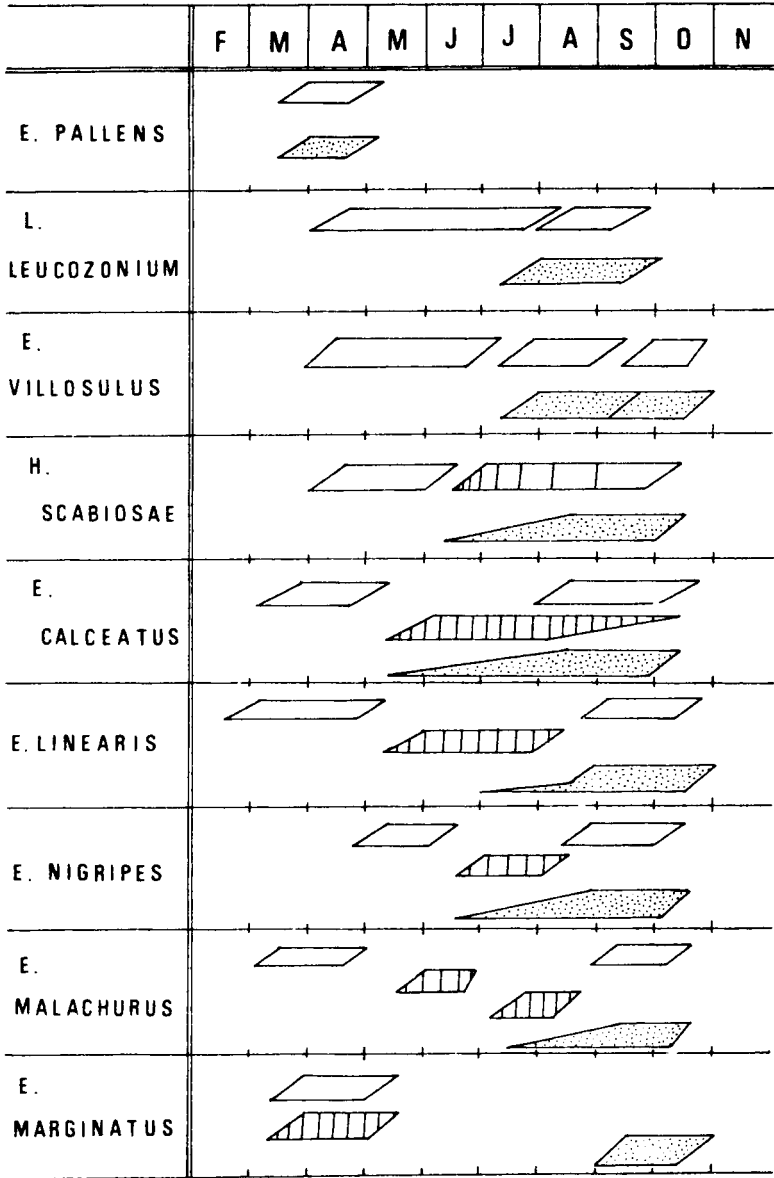 F M A M J J A S O N
E. PALLENS
L.
LEUCOZONIUM
E.
VILLOSULUS
H.
SCABIOSAE
E.
CALCEATUS
E. LINEARIS
E. NIGRIPES
E.
MALACHURUS
E.
MARGINATUS